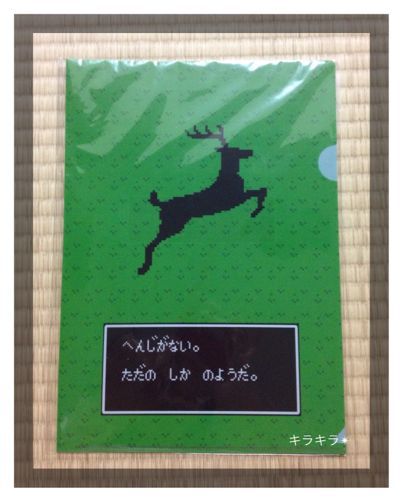 へんじがない。
ただの　しか　のようだ。
キラキラ